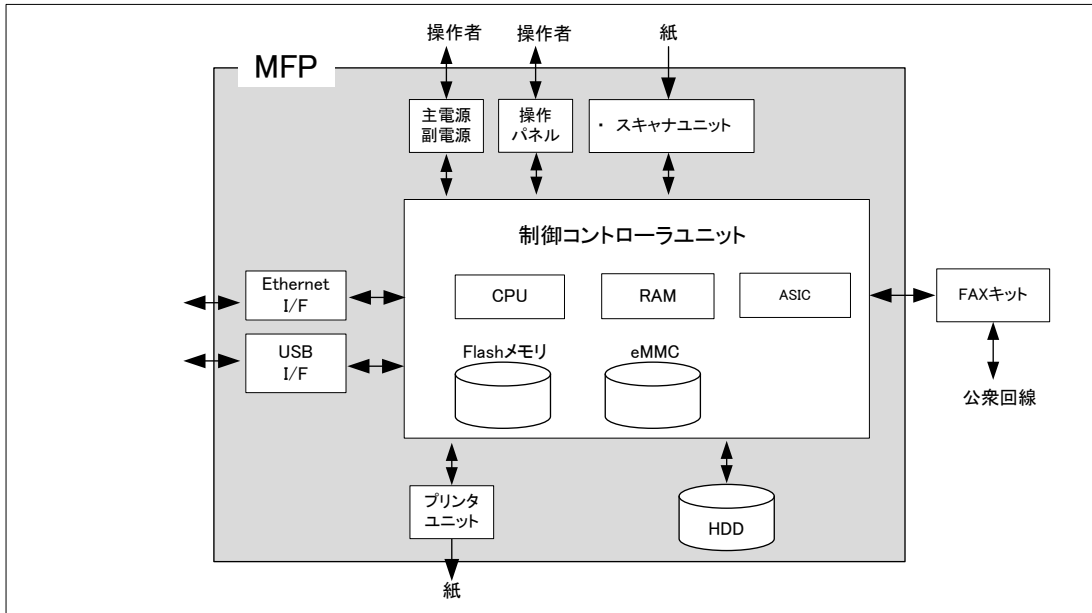 操作者
操作者
紙
MFP
主電源
副電源
操作
パネル
・ スキャナユニット
制御コントローラユニット
Ethernet
I/F
CPU
RAM
ASIC
FAXキット
USB
I/F
Flashメモリ
eMMC
公衆回線
プリンタ
ユニット
HDD
紙